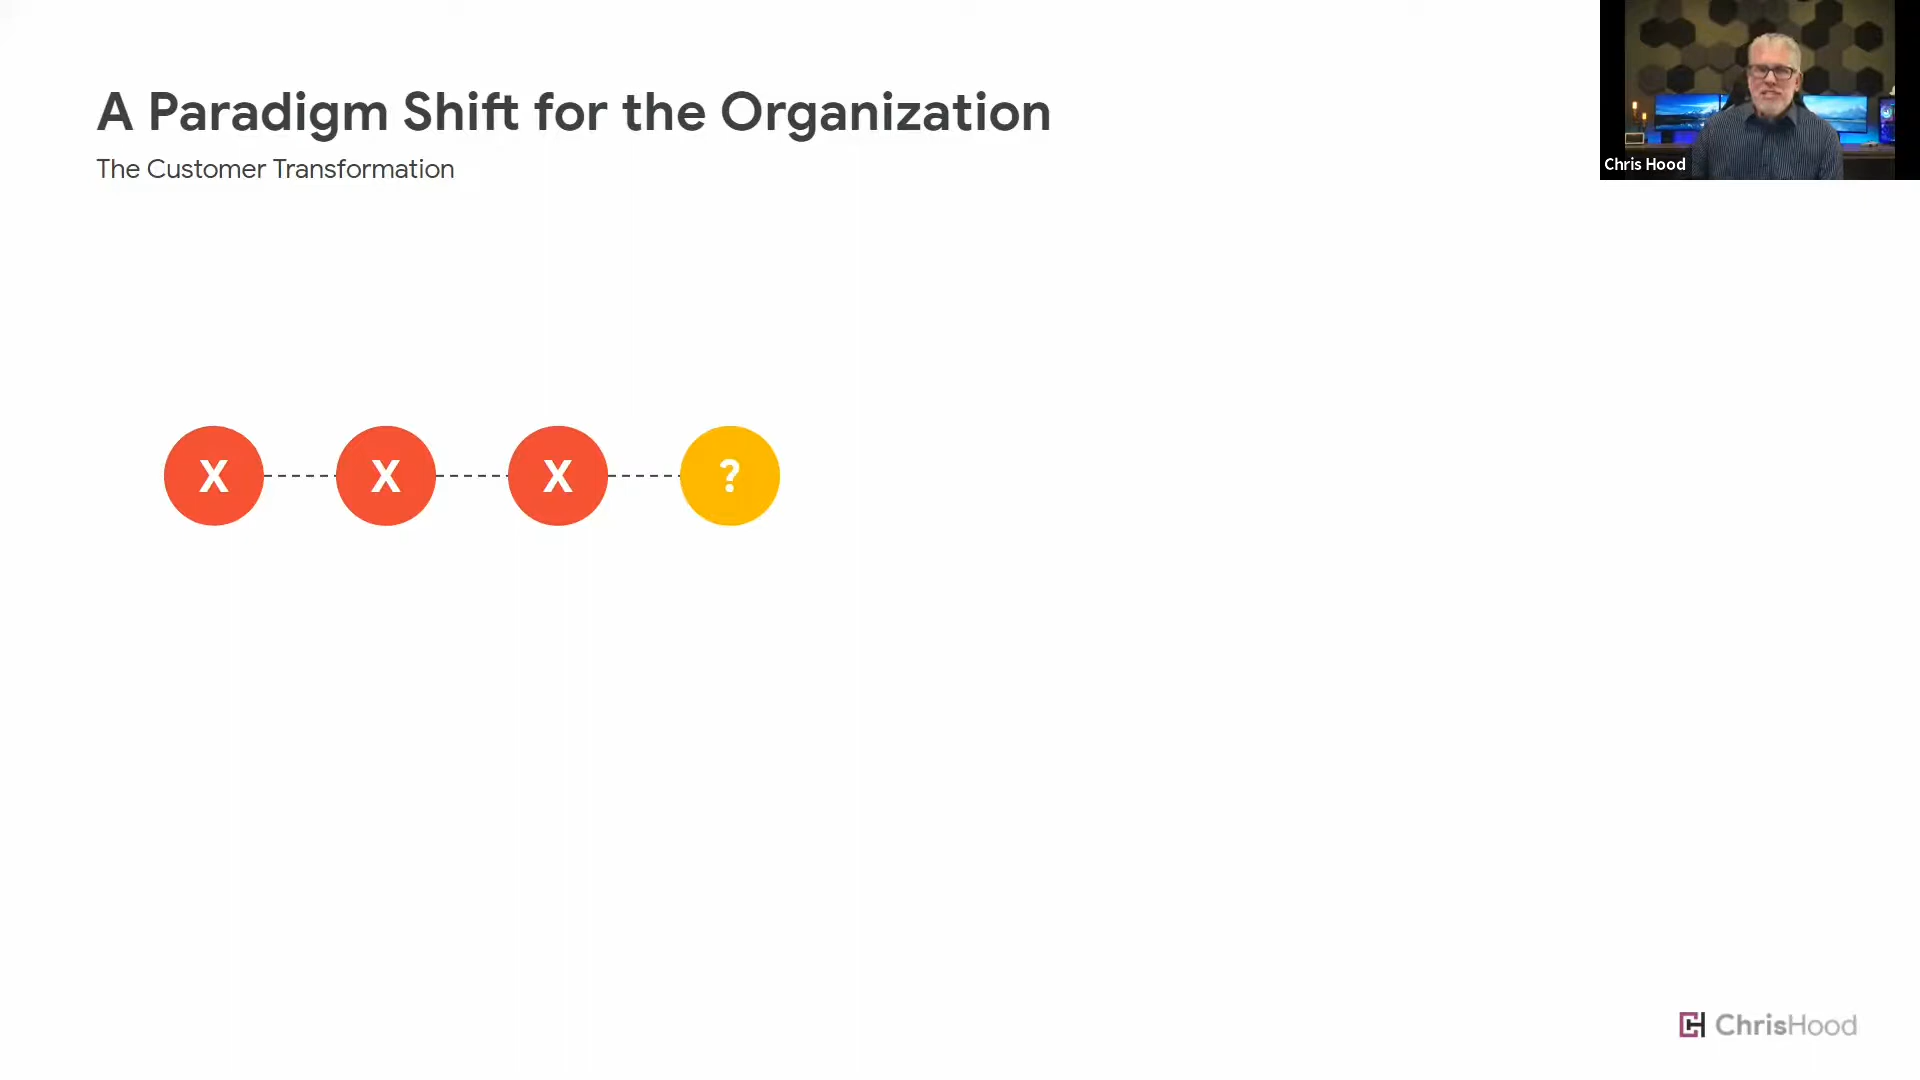 A Paradigm Shift for the Organization
The Customer Transformation
Chris Hood
X X X ?
ChrisHood